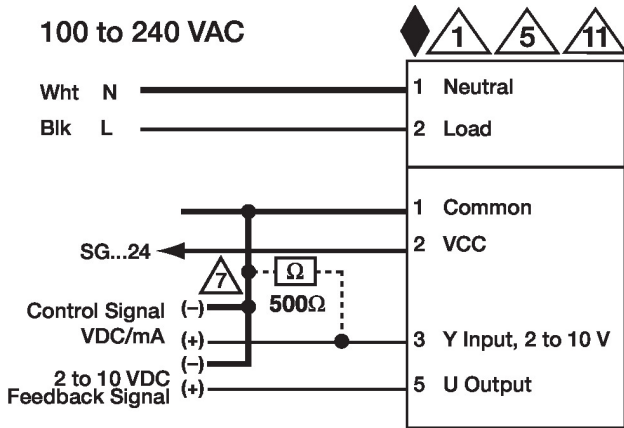 100 to 240 VAC
1 5 11
Wht N
1 Neutral
Blk L
2 Load
1 Common
SG...24
2 VCC
7
Ω
500Ω
Control Signal (–)
VDC/mA (+)
3 Y Input, 2 to 10 V
(–)
2 to 10 VDC
Feedback Signal (+)
5 U Output